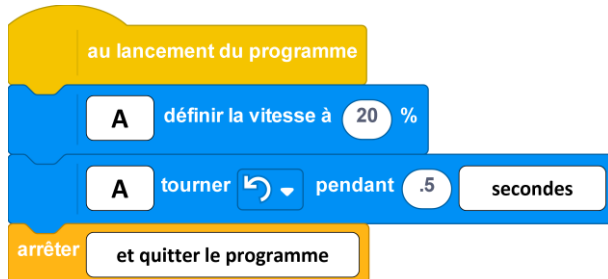 au lancement du programme
A définir la vitesse à 20 %
A tourner pendant .5 secondes
arrêter et quitter le programme